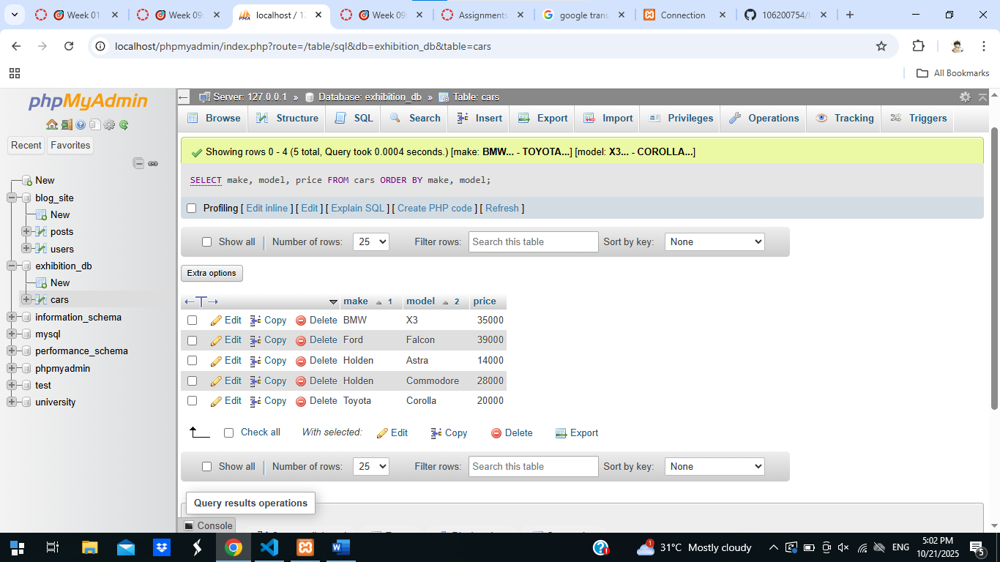 Week 01
Week 09
localhost / 12
Week 09
Assignments
google trans
Connection
106200754/
localhost/phpmyadmin/index.php?route=/table/sql&db=exhibition_db&table=cars
All Bookmarks
phpMyAdmin
Recent Favorites
New
blog_site
New
posts
users
exhibition_db
New
cars
information_schema
mysql
performance_schema
phpmyadmin
test
university
Server: 127.0.0.1 » Database: exhibition_db » Table: cars
Browse Structure SQL Search Insert Export Import Privileges Operations Tracking Triggers
Showing rows 0 - 4 (5 total, Query took 0.0004 seconds.) [make: BMW... - TOYOTA...] [model: X3... - COROLLA...]
SELECT make, model, price FROM cars ORDER BY make, model;
Profiling [ Edit inline ] [ Edit ] [ Explain SQL ] [ Create PHP code ] [ Refresh ]
Show all Number of rows: 25 Filter rows: Search this table Sort by key: None
Extra options
make 1 model 2 price
Edit Copy Delete BMW X3 35000
Edit Copy Delete Ford Falcon 39000
Edit Copy Delete Holden Astra 14000
Edit Copy Delete Holden Commodore 28000
Edit Copy Delete Toyota Corolla 20000
Check all With selected: Edit Copy Delete Export
Show all Number of rows: 25 Filter rows: Search this table Sort by key: None
Query results operations
Console
31°C Mostly cloudy
ENG
5:02 PM
10/21/2025
5